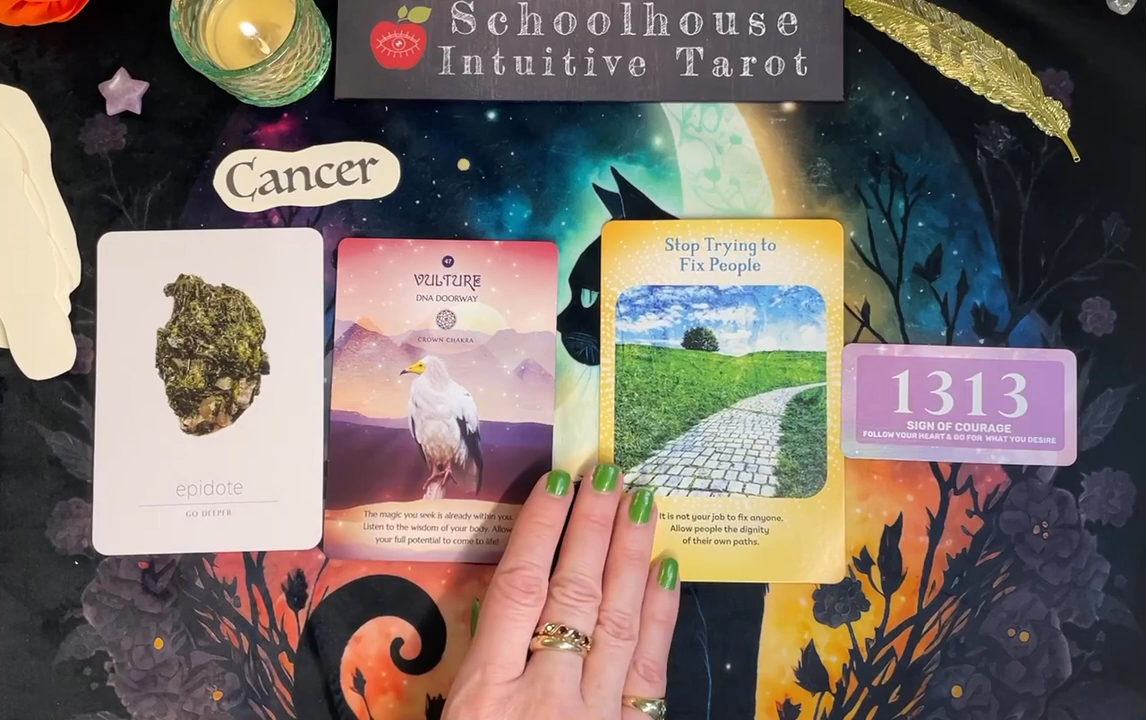 Schoolhouse
Intuitive Tarot
Cancer
epidote
GO DEEPER
47
VULTURE
DNA DOORWAY
CROWN CHAKRA
The magic you seek is already within you.
Listen to the wisdom of your body. Allow
your full potential to come to life!
Stop Trying to
Fix People
It is not your job to fix anyone.
Allow people the dignity
of their own paths.
1313
SIGN OF COURAGE
FOLLOW YOUR HEART & GO FOR WHAT YOU DESIRE